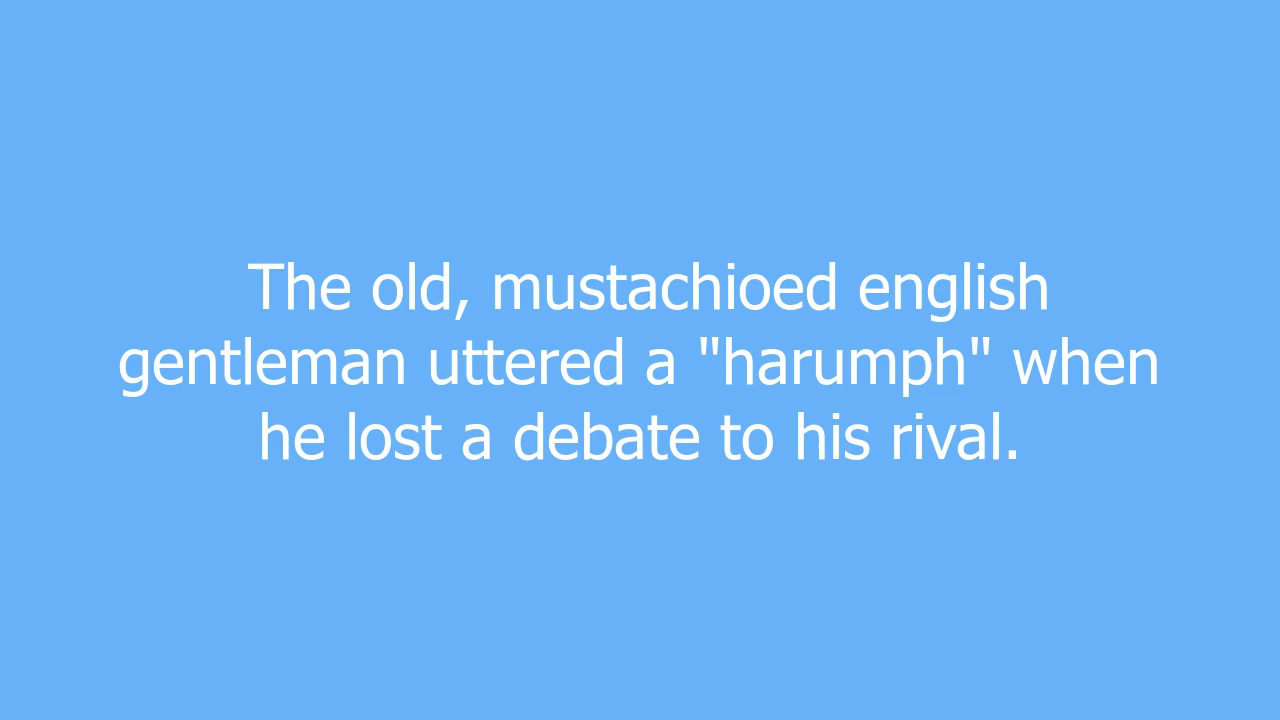 The old, mustachioed english
gentleman uttered a "harumph" when
he lost a debate to his rival.